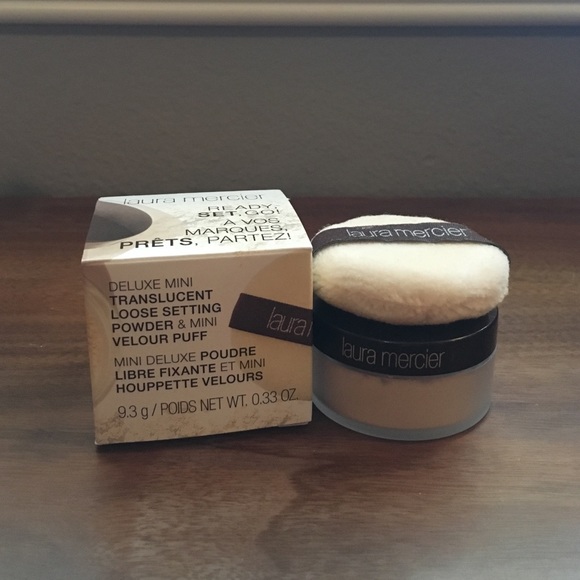 laura mercier
READY,
SET, GO!
À VOS
MARQUES,
PRÊTS, PARTEZ!
DELUXE MINI
TRANSLUCENT
LOOSE SETTING
POWDER & MINI
VELOUR PUFF
MINI DELUXE POUDRE
LIBRE FIXANTE ET MINI
HOUPPETTE VELOURS
9.3 g / POIDS NET WT. 0.33 OZ.
laura m
laura mercier
laura mercier